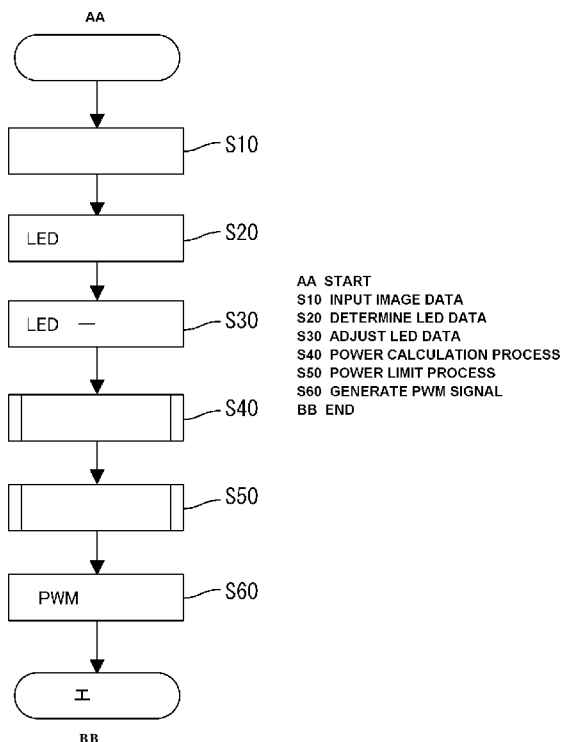 AA
S10
LED
S20
LED ー
S30
S40
S50
PWM
S60
エ
BB
AA START
S10 INPUT IMAGE DATA
S20 DETERMINE LED DATA
S30 ADJUST LED DATA
S40 POWER CALCULATION PROCESS
S50 POWER LIMIT PROCESS
S60 GENERATE PWM SIGNAL
BB END